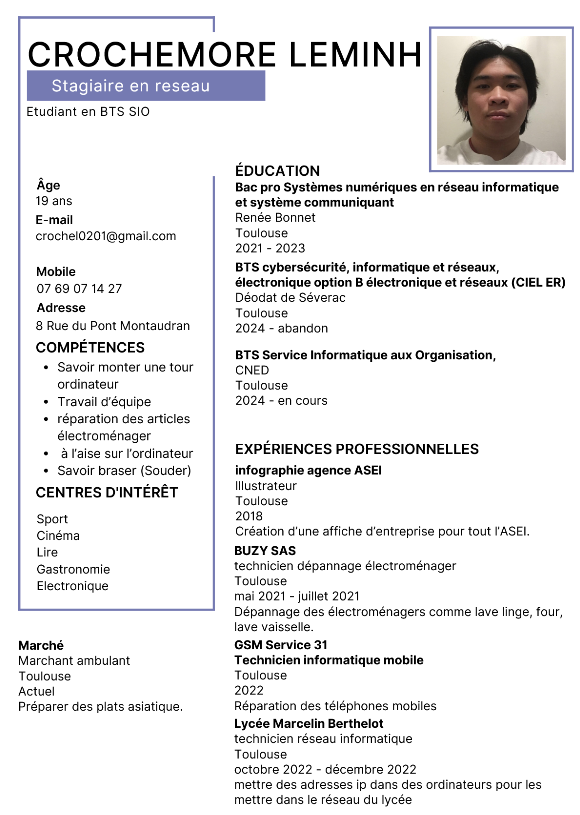 CROCHEMORE LEMINH
Stagiaire en reseau
Etudiant en BTS SIO
Âge
19 ans
E-mail
crochel0201@gmail.com
Mobile
07 69 07 14 27
Adresse
8 Rue du Pont Montaudran
COMPÉTENCES
• Savoir monter une tour
ordinateur
• Travail d'équipe
• réparation des articles
électroménager
• à l'aise sur l'ordinateur
• Savoir braser (Souder)
CENTRES D'INTÉRÊT
Sport
Cinéma
Lire
Gastronomie
Electronique
Marché
Marchant ambulant
Toulouse
Actuel
Préparer des plats asiatique.
ÉDUCATION
Bac pro Systèmes numériques en réseau informatique
et système communiquant
Renée Bonnet
Toulouse
2021 - 2023
BTS cybersécurité, informatique et réseaux,
électronique option B électronique et réseaux (CIEL ER)
Déodat de Séverac
Toulouse
2024 - abandon
BTS Service Informatique aux Organisation,
CNED
Toulouse
2024 - en cours
EXPÉRIENCES PROFESSIONNELLES
infographie agence ASEI
Illustrateur
Toulouse
2018
Création d'une affiche d'entreprise pour tout l'ASEI.
BUZY SAS
technicien dépannage électroménager
Toulouse
mai 2021 - juillet 2021
Dépannage des électroménagers comme lave linge, four,
lave vaisselle.
GSM Service 31
Technicien informatique mobile
Toulouse
2022
Réparation des téléphones mobiles
Lycée Marcelin Berthelot
technicien réseau informatique
Toulouse
octobre 2022 - décembre 2022
mettre des adresses ip dans des ordinateurs pour les
mettre dans le réseau du lycée